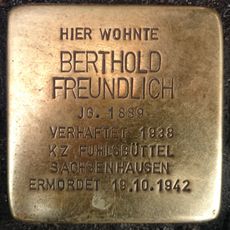 HIER WOHNTE
BERTHOLD
FREUNDLICH
JG. 1889
VERHAFTET 1938
KZ FUHLSBÜTTEL
SACHSENHAUSEN
ERMORDET 19.10.1942